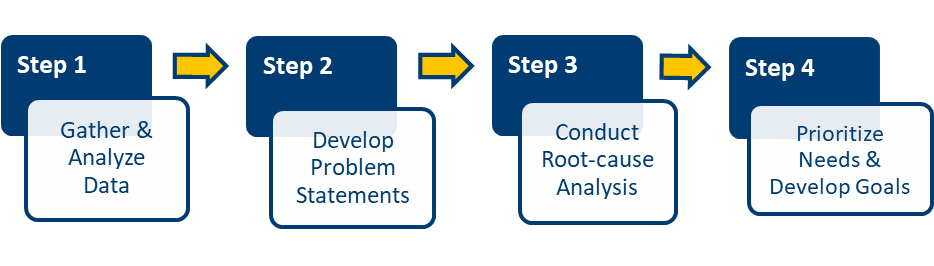 Step 1
Gather &
Analyze
Data
Step 2
Develop
Problem
Statements
Step 3
Conduct
Root-cause
Analysis
Step 4
Prioritize
Needs &
Develop Goals